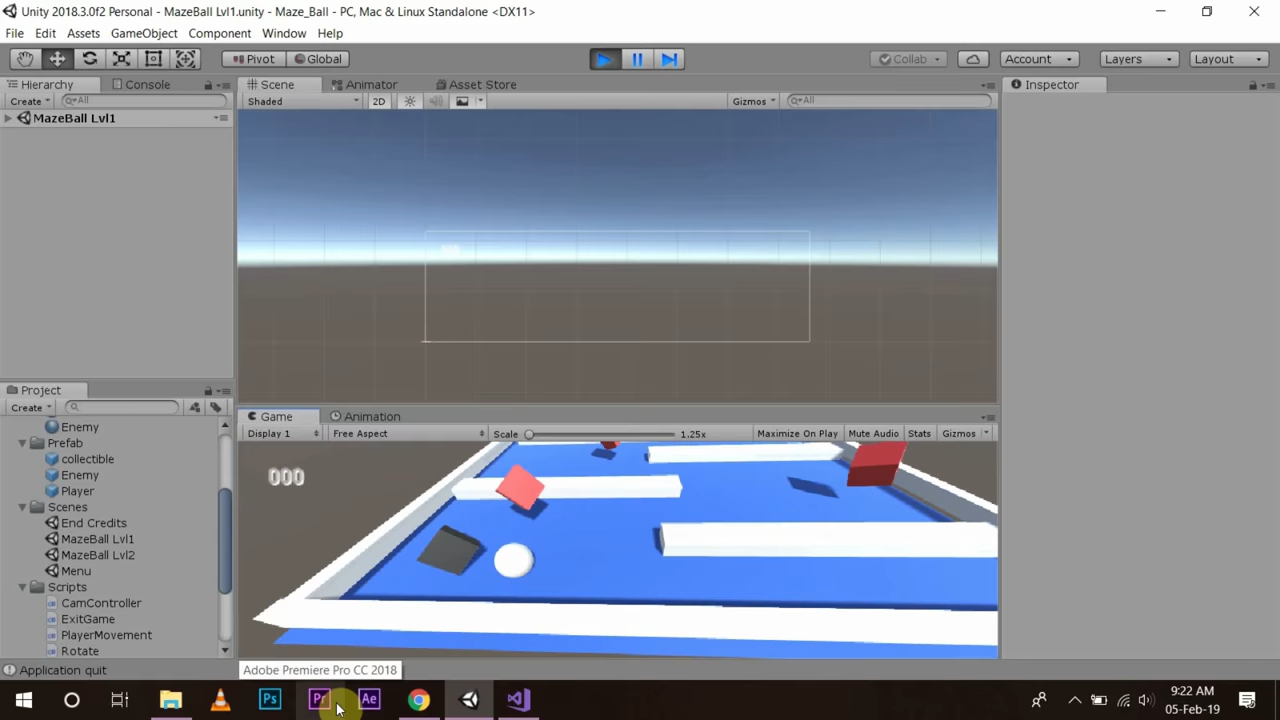 Unity 2018.3.0f2 Personal - MazeBall Lvl1.unity - Maze_Ball - PC, Mac & Linux Standalone <DX11>
File Edit Assets GameObject Component Window Help
Pivot Global Collab Account Layers Layout
Hierarchy Console Scene Animator Asset Store Inspector
Create All Shaded 2D Gizmos All
MazeBall Lvl1
Project
Create
Game Animation
Display 1 Free Aspect Scale 1.25x Maximize On Play Mute Audio Stats Gizmos
Enemy
Prefab
collectible
Enemy
Player
Scenes
End Credits
MazeBall Lvl1
MazeBall Lvl2
Menu
Scripts
CamController
ExitGame
PlayerMovement
Rotate
000
Application quit
Adobe Premiere Pro CC 2018
Ps Pr Ae
9:22 AM
05-Feb-19